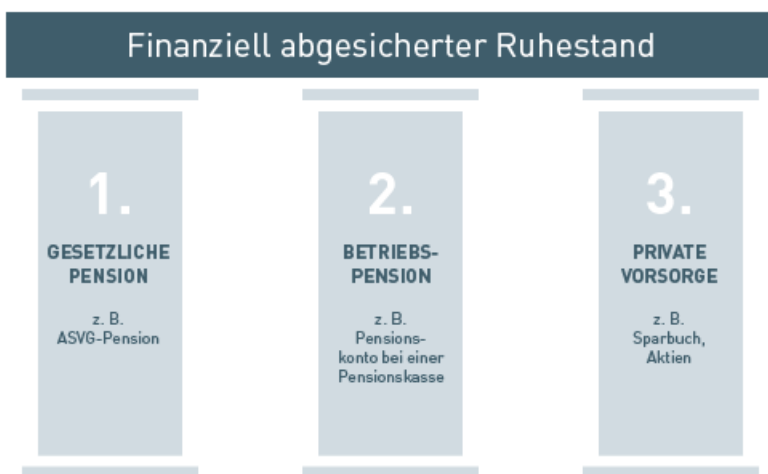 Finanziell abgesicherter Ruhestand
1.
GESETZLICHE
PENSION
z. B.
ASVG-Pension
2.
BETRIEBS-
PENSION
z. B.
Pensions-
konto bei einer
Pensionskasse
3.
PRIVATE
VORSORGE
z. B.
Sparbuch,
Aktien